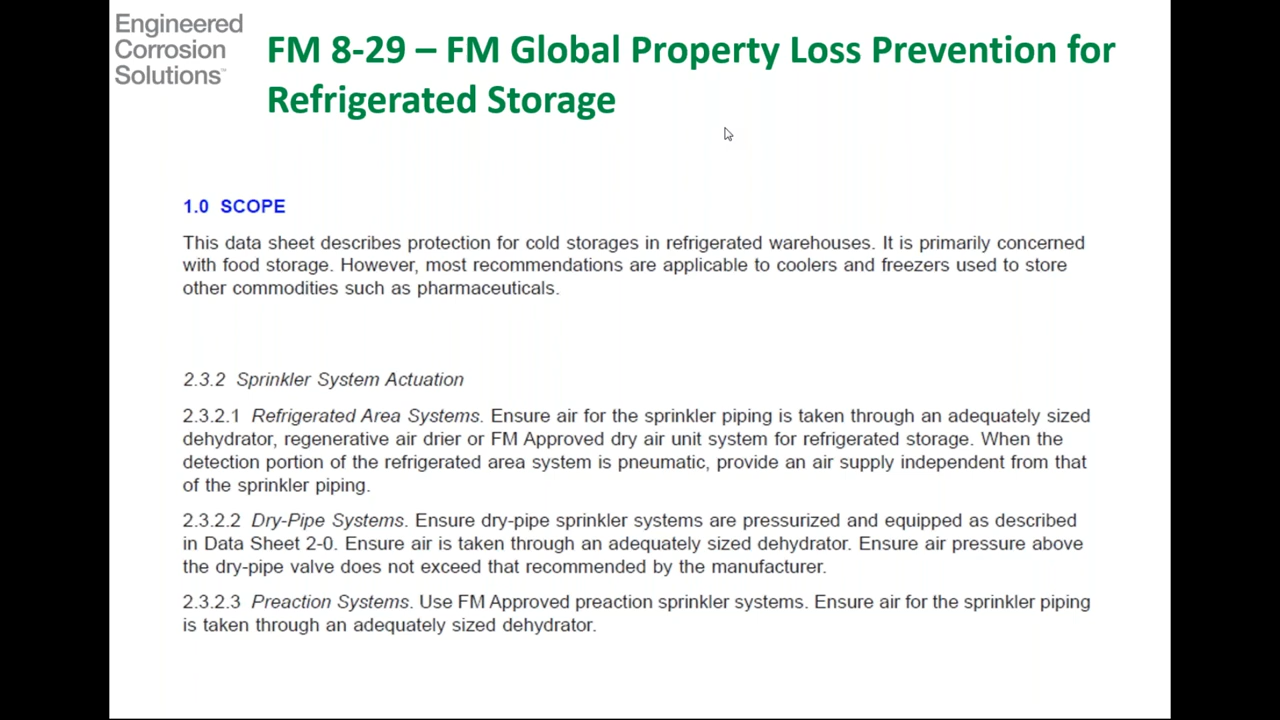 Engineered
Corrosion
Solutions™
FM 8-29 – FM Global Property Loss Prevention for
Refrigerated Storage
1.0 SCOPE
This data sheet describes protection for cold storages in refrigerated warehouses. It is primarily concerned
with food storage. However, most recommendations are applicable to coolers and freezers used to store
other commodities such as pharmaceuticals.
2.3.2 Sprinkler System Actuation
2.3.2.1 Refrigerated Area Systems. Ensure air for the sprinkler piping is taken through an adequately sized
dehydrator, regenerative air drier or FM Approved dry air unit system for refrigerated storage. When the
detection portion of the refrigerated area system is pneumatic, provide an air supply independent from that
of the sprinkler piping.
2.3.2.2 Dry-Pipe Systems. Ensure dry-pipe sprinkler systems are pressurized and equipped as described
in Data Sheet 2-0. Ensure air is taken through an adequately sized dehydrator. Ensure air pressure above
the dry-pipe valve does not exceed that recommended by the manufacturer.
2.3.2.3 Preaction Systems. Use FM Approved preaction sprinkler systems. Ensure air for the sprinkler piping
is taken through an adequately sized dehydrator.